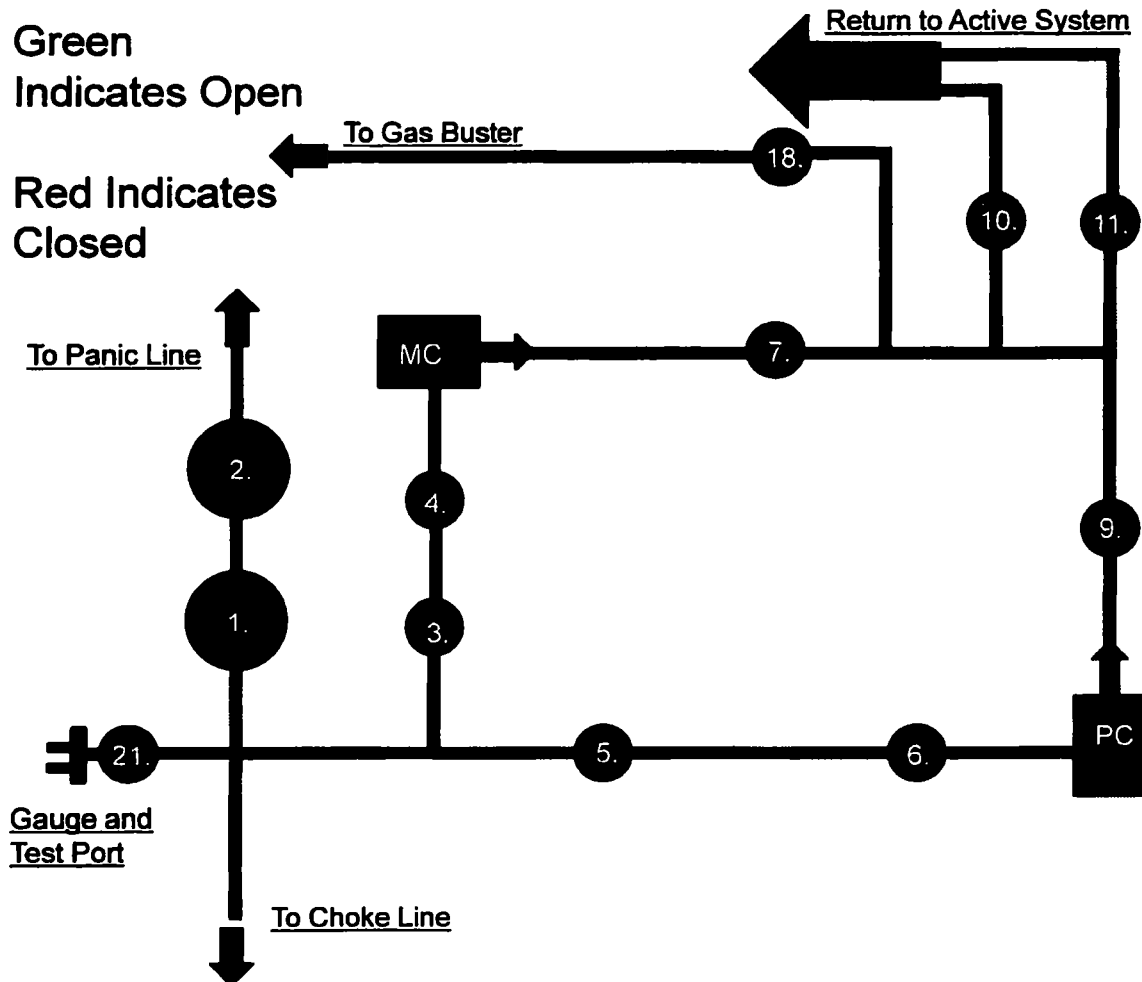 Green
Indicates Open
Red Indicates
Closed
Return to Active System
To Gas Buster
18.
10.
11.
To Panic Line
MC
7.
2.
4.
9.
1.
3.
21.
5.
6.
PC
Gauge and
Test Port
To Choke Line